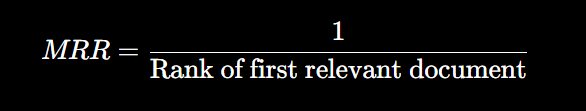 MRR = 1 / Rank of first relevant document